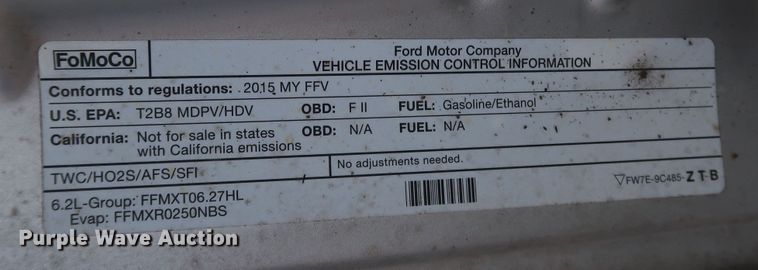 FoMoCo
Ford Motor Company
VEHICLE EMISSION CONTROL INFORMATION
Conforms to regulations: 2015 MY FFV
U.S. EPA: T2B8 MDPV/HDV OBD: F II FUEL: Gasoline/Ethanol
California: Not for sale in states OBD: N/A FUEL: N/A
with California emissions
TWC/HO2S/AFS/SFI
No adjustments needed.
6.2L-Group: FFMXT06.27HL
Evap: FFMXR0250NBS
FW7E-9C485-ZTB
Purple Wave Auction